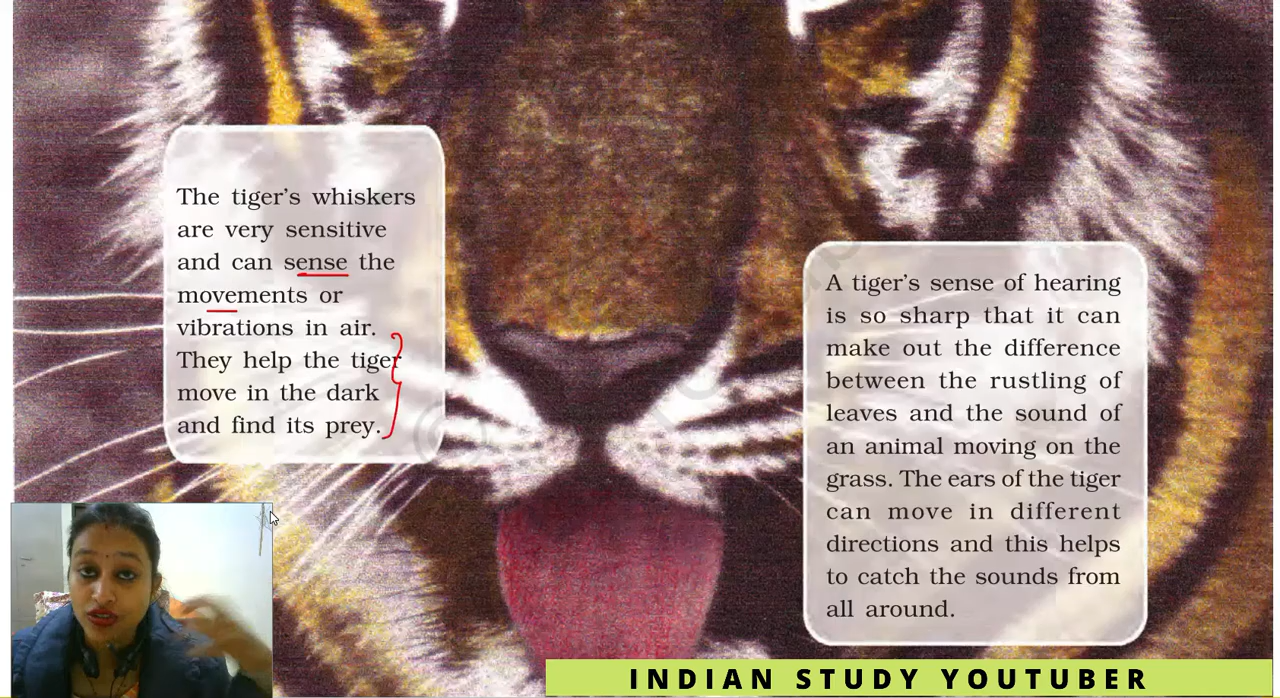 The tiger's whiskers
are very sensitive
and can sense the
movements or
vibrations in air.
They help the tiger
move in the dark
and find its prey.
A tiger's sense of hearing
is so sharp that it can
make out the difference
between the rustling of
leaves and the sound of
an animal moving on the
grass. The ears of the tiger
can move in different
directions and this helps
to catch the sounds from
all around.
INDIAN STUDY YOUTUBER